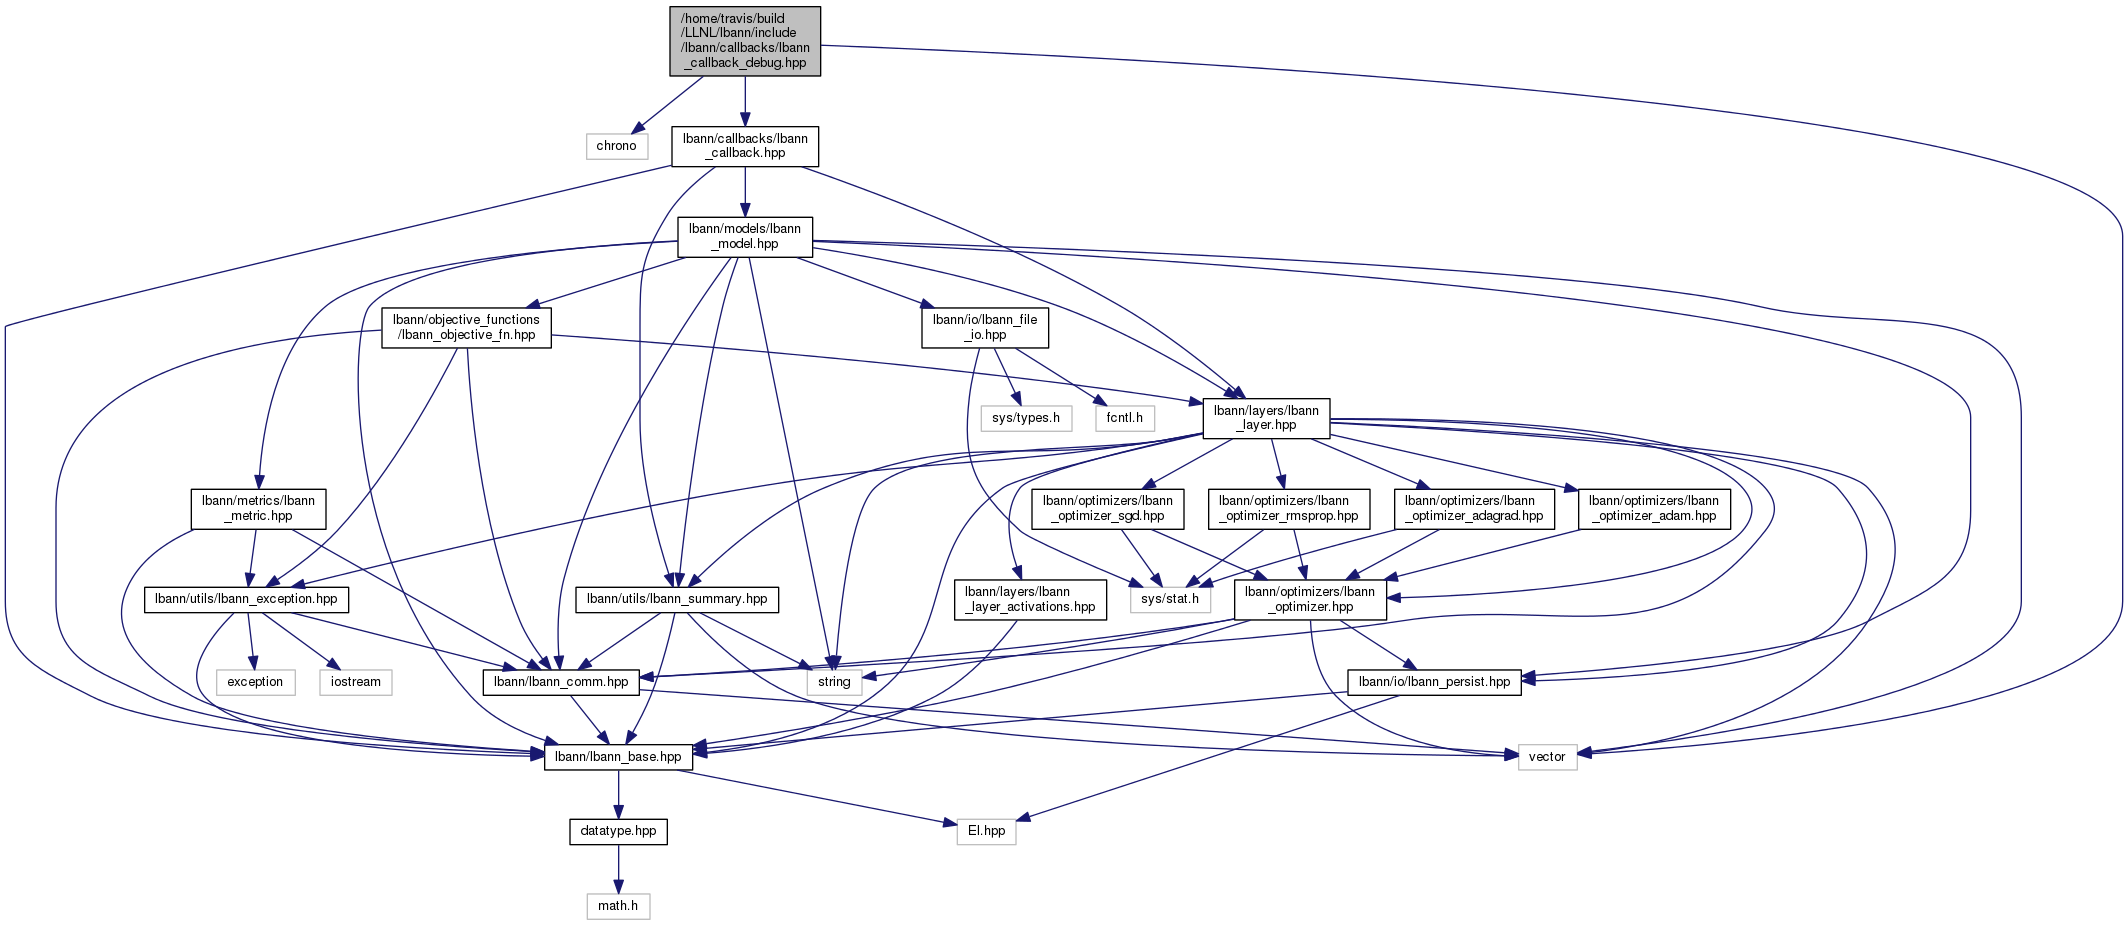 /home/travis/build
/LLNL/lbann/include
/lbann/callbacks/lbann
_callback_debug.hpp
chrono
lbann/callbacks/lbann
_callback.hpp
lbann/models/lbann
_model.hpp
lbann/objective_functions
/lbann_objective_fn.hpp
lbann/io/lbann_file
_io.hpp
sys/types.h
fcntl.h
lbann/layers/lbann
_layer.hpp
lbann/metrics/lbann
_metric.hpp
lbann/optimizers/lbann
_optimizer_sgd.hpp
lbann/optimizers/lbann
_optimizer_rmsprop.hpp
lbann/optimizers/lbann
_optimizer_adagrad.hpp
lbann/optimizers/lbann
_optimizer_adam.hpp
lbann/utils/lbann_exception.hpp
lbann/utils/lbann_summary.hpp
lbann/layers/lbann
_layer_activations.hpp
sys/stat.h
lbann/optimizers/lbann
_optimizer.hpp
exception
iostream
lbann/lbann_comm.hpp
string
lbann/io/lbann_persist.hpp
lbann/lbann_base.hpp
vector
datatype.hpp
El.hpp
math.h